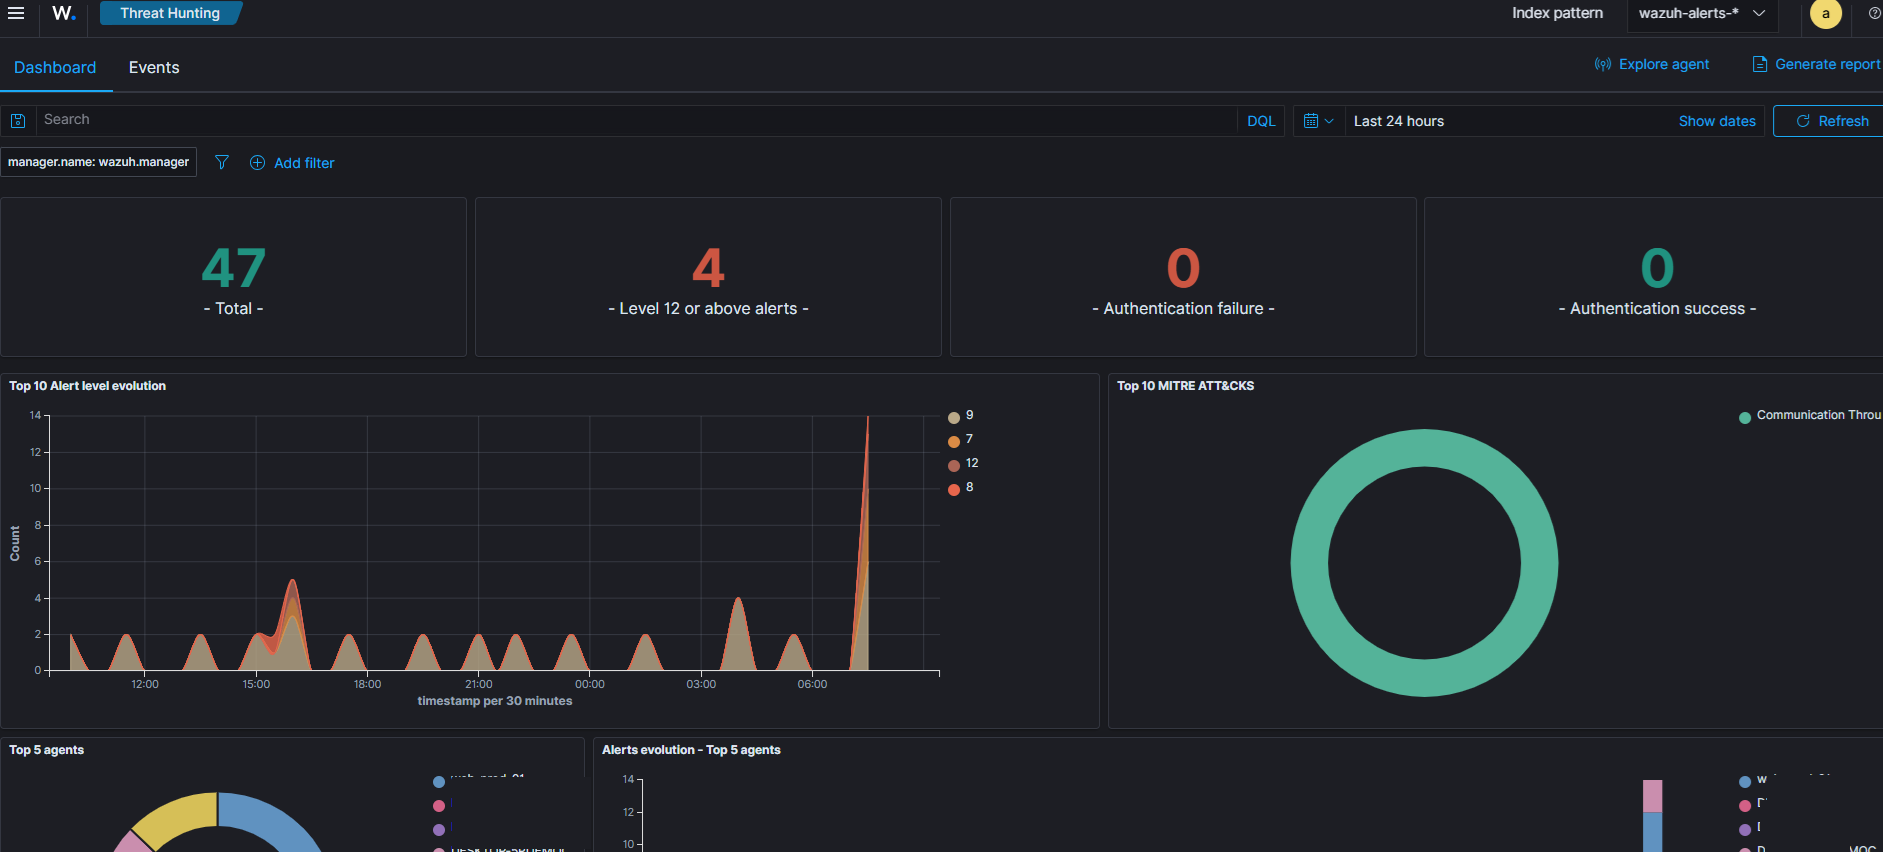 W.
Threat Hunting
Index pattern
wazuh-alerts-*
a
Dashboard
Events
Explore agent
Generate report
Search
DQL
Last 24 hours
Show dates
Refresh
manager.name: wazuh.manager
Add filter
47
- Total -
4
- Level 12 or above alerts -
0
- Authentication failure -
0
- Authentication success -
Top 10 Alert level evolution
14
12
10
8
6
4
2
0
Count
12:00
15:00
18:00
21:00
00:00
03:00
06:00
timestamp per 30 minutes
9
7
12
8
Top 10 MITRE ATT&CKS
Communication Throu
Top 5 agents
Alerts evolution - Top 5 agents
14
12
10